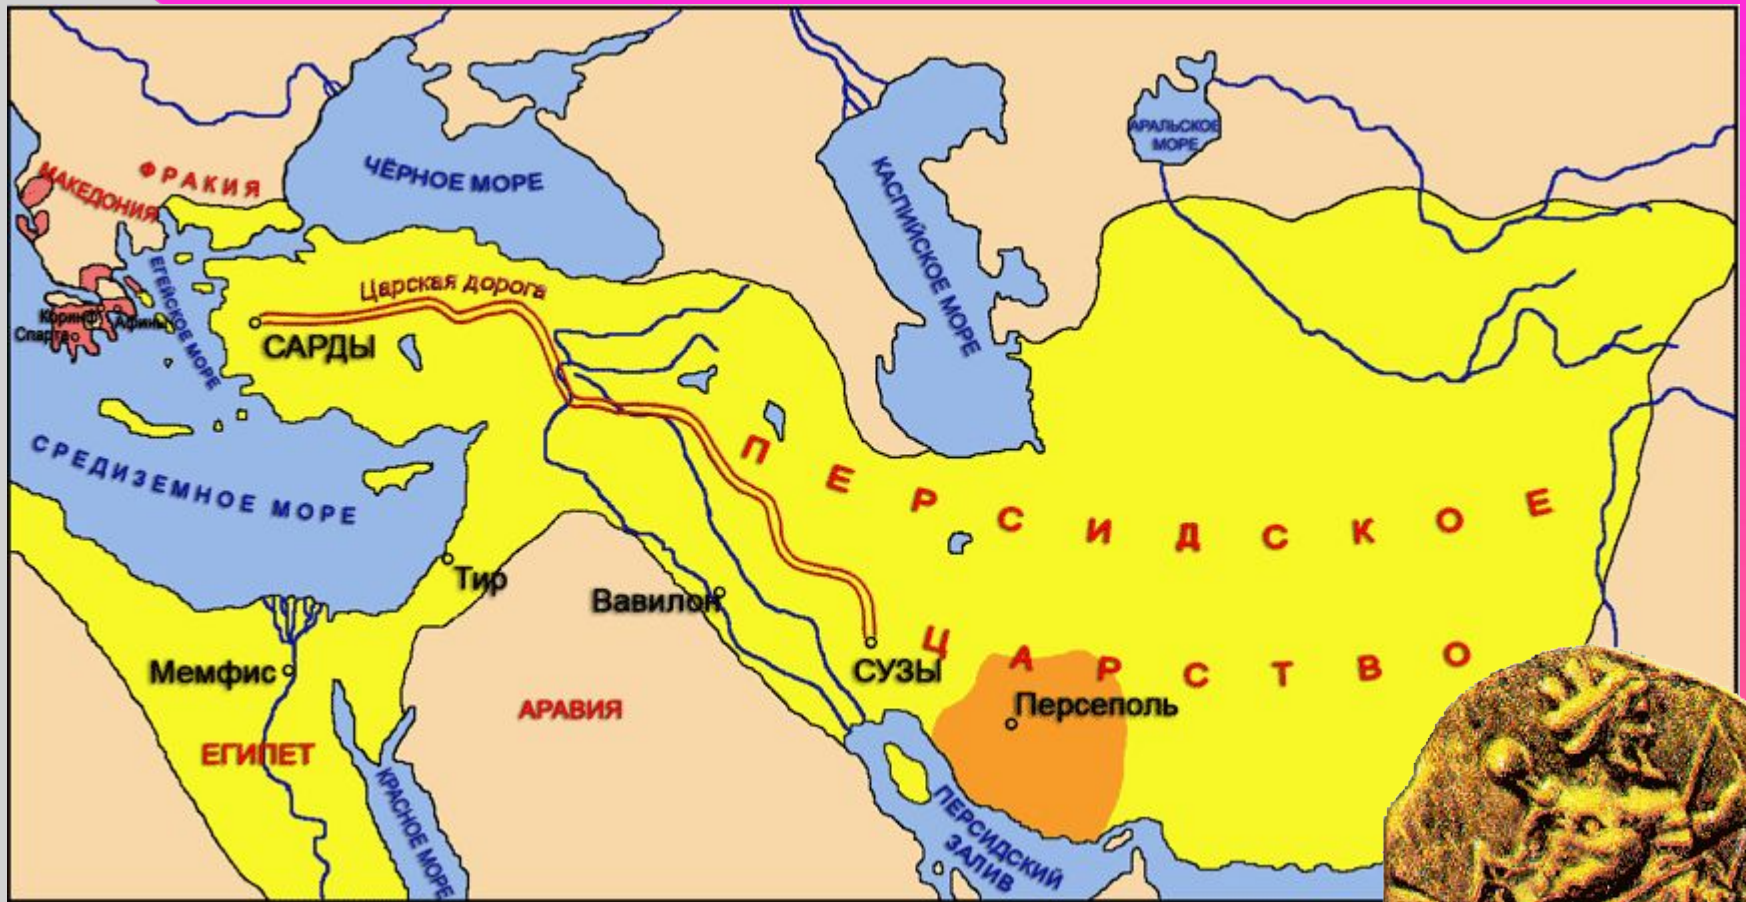 ЧЁРНОЕ МОРЕ
АРАЛЬСКОЕ
МОРЕ
КАСПИЙСКОЕ МОРЕ
ФРАКИЯ
МАКЕДОНИЯ
ЕГЕЙСКОЕ МОРЕ
Царская дорога
Коринф
Афины
Спарта
САРДЫ
СРЕДИЗЕМНОЕ МОРЕ
ПЕРСИДСКОЕ
ЦАРСТВО
Тир
Вавилон
СУЗЫ
Мемфис
Персеполь
АРАВИЯ
ЕГИПЕТ
КРАСНОЕ МОРЕ
ПЕРСИДСКИЙ
ЗАЛИВ